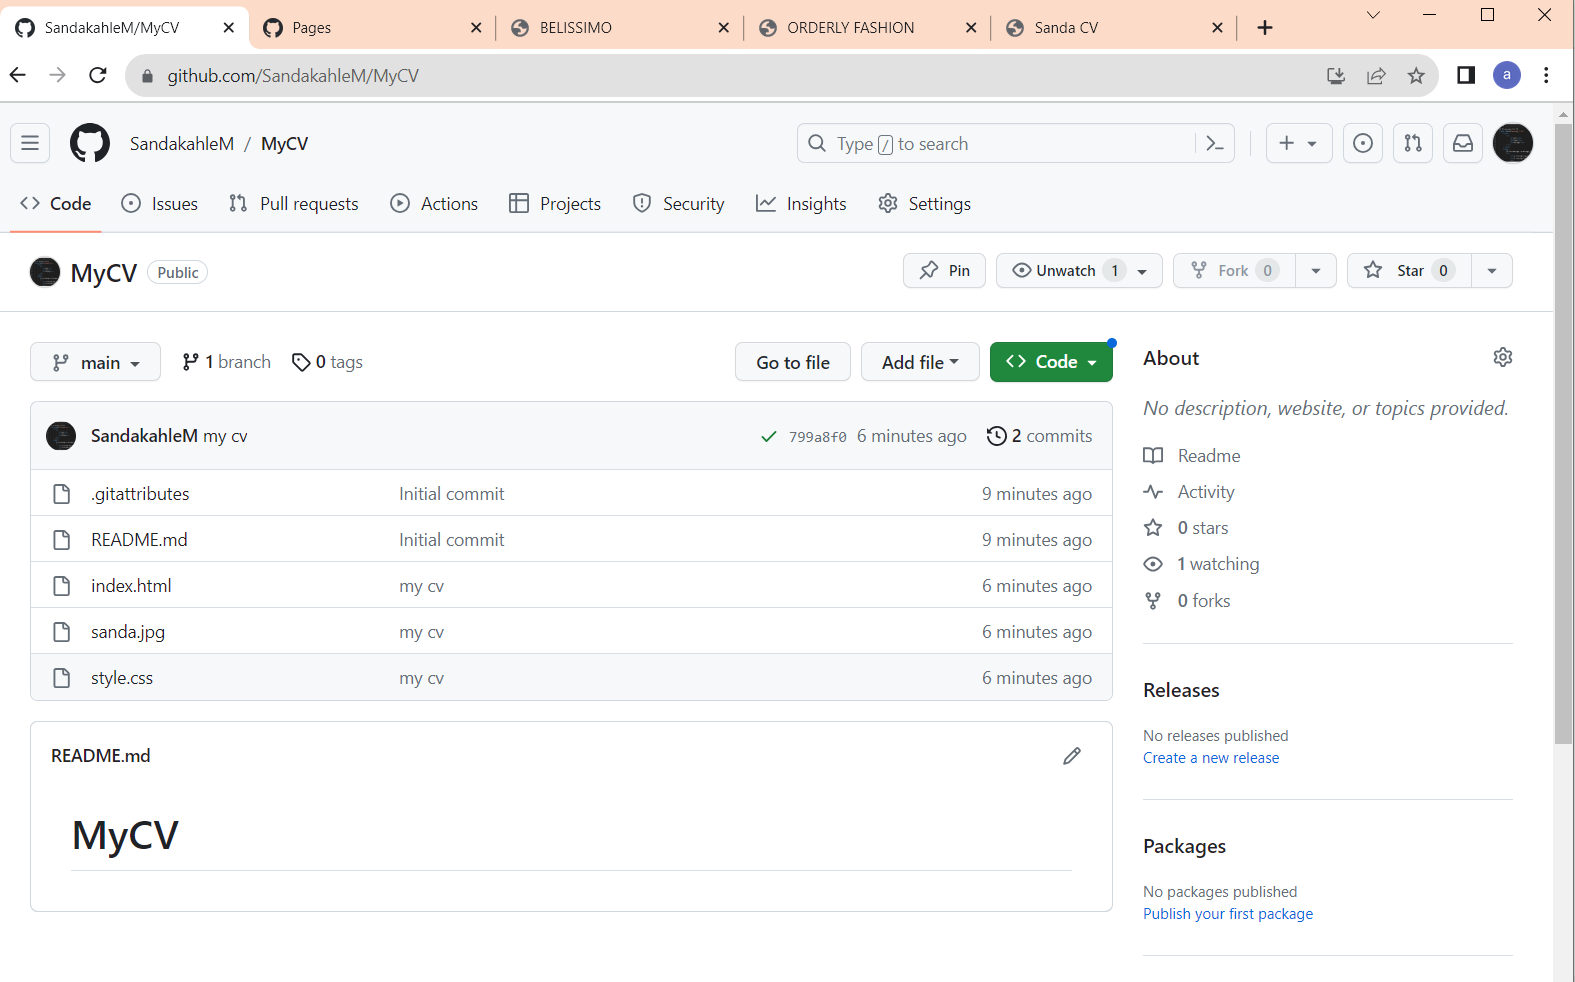 SandakahleM/MyCV Pages BELISSIMO ORDERLY FASHION Sanda CV
github.com/SandakahleM/MyCV a
SandakahleM / MyCV Type / to search
Code Issues Pull requests Actions Projects Security Insights Settings
MyCV Public Pin Unwatch 1 Fork 0 Star 0
main 1 branch 0 tags Go to file Add file Code
SandakahleM my cv 799a8f0 6 minutes ago 2 commits
.gitattributes Initial commit 9 minutes ago
README.md Initial commit 9 minutes ago
index.html my cv 6 minutes ago
sanda.jpg my cv 6 minutes ago
style.css my cv 6 minutes ago
README.md
MyCV
About
No description, website, or topics provided.
Readme
Activity
0 stars
1 watching
0 forks
Releases
No releases published
Create a new release
Packages
No packages published
Publish your first package